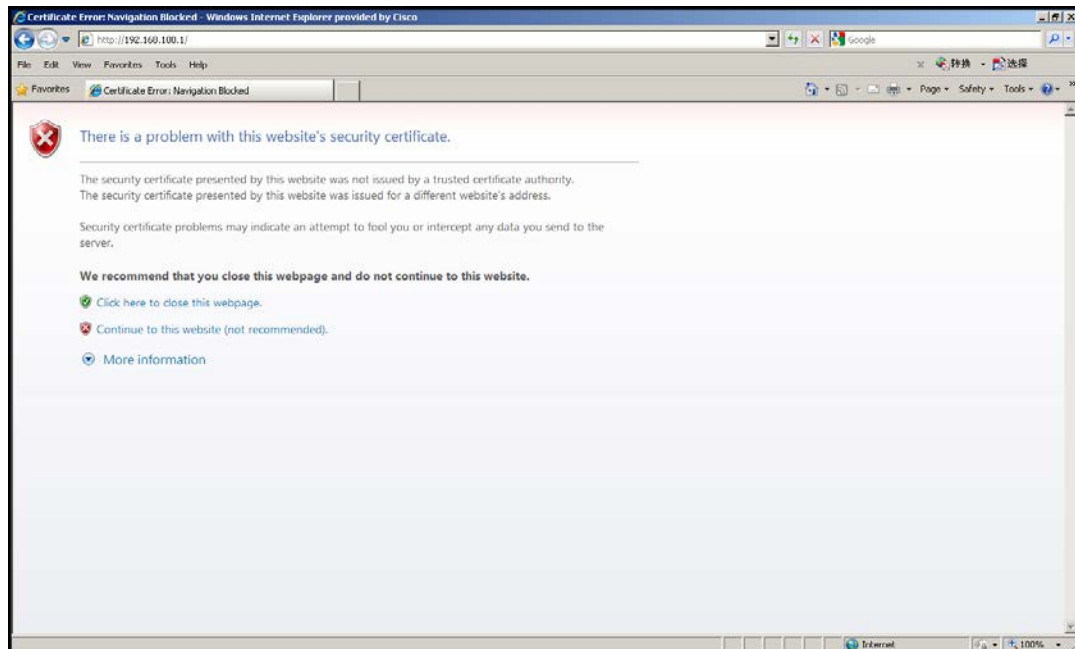 Certificate Error: Navigation Blocked - Windows Internet Explorer provided by Cisco
http://192.168.100.1/
Google
File Edit View Favorites Tools Help
转换 选择
Favorites
Certificate Error: Navigation Blocked
Page Safety Tools
There is a problem with this website's security certificate.
The security certificate presented by this website was not issued by a trusted certificate authority.
The security certificate presented by this website was issued for a different website's address.
Security certificate problems may indicate an attempt to fool you or intercept any data you send to the
server.
We recommend that you close this webpage and do not continue to this website.
Click here to close this webpage.
Continue to this website (not recommended).
More information
Internet
100%